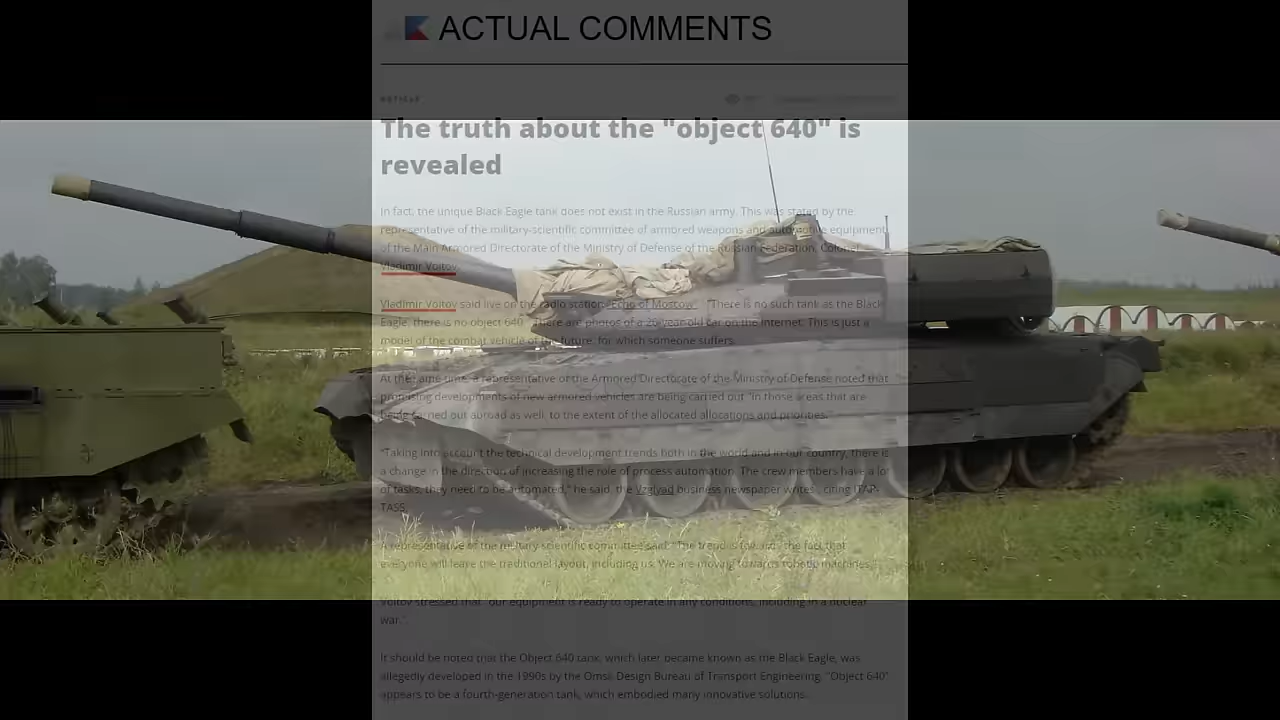 ACTUAL COMMENTS
The truth about the "object 640" is
revealed
In fact, the unique Black Eagle tank does not exist in the Russian army. This was stated by the
representative of the military-scientific committee of armored weapons and automotive equipment
of the Main Armored Directorate of the Ministry of Defense of the Russian Federation, Colonel
Vladimir Voitov.
Vladimir Voitov said live on the radio station "Echo of Moscow". "There is no such tank as the Black
Eagle, there is no object 640. There are photos of a 26-year-old car on the Internet. This is just a
model of the combat vehicle of the future, for which someone suffers.
At the same time, a representative of the Armored Directorate of the Ministry of Defense noted that
promising developments of new armored vehicles are being carried out "in those areas that are
being carried out abroad as well, to the extent of the allocated allocations and priorities.
"Taking into account the technical development trends both in the world and in our country, there is
a change in the direction of increasing the role of process automation. The crew members have a lot
of tasks, they need to be automated," he said, the Vzglyad business newspaper writes, citing ITAR-
TASS.
A representative of the military-scientific committee said: "The trend is towards the fact that
everyone will leave the traditional layout, including us. We are moving towards robotic machines."
Voitov stressed that "our equipment is ready to operate in any conditions, including in a nuclear
war.".
It should be noted that the Object 640 tank, which later became known as the Black Eagle, was
allegedly developed in the 1990s by the Omsk Design Bureau of Transport Engineering. "Object 640"
appears to be a fourth-generation tank, which embodied many innovative solutions.